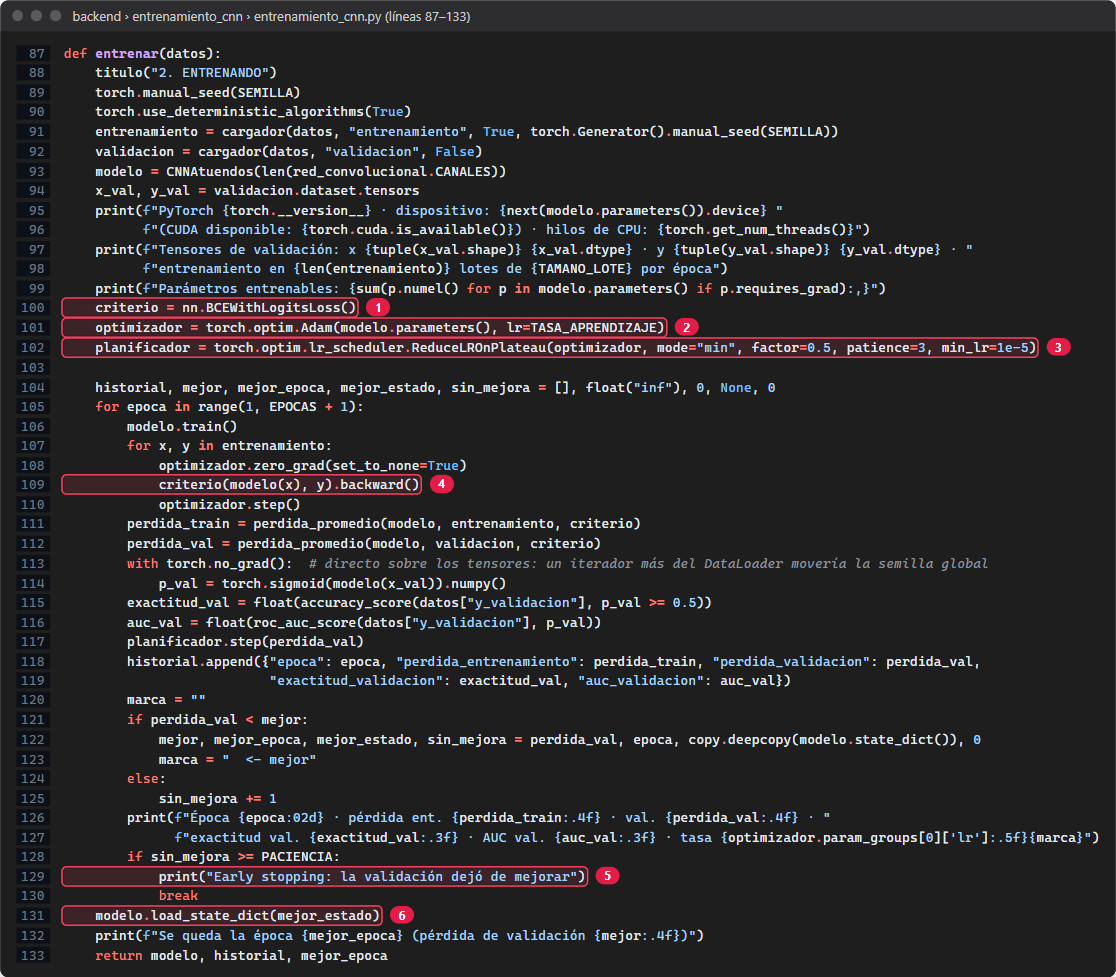 backend › entrenamiento_cnn › entrenamiento_cnn.py (líneas 87–133)
87 def entrenar(datos):
88     titulo("2. ENTRENANDO")
89     torch.manual_seed(SEMILLA)
90     torch.use_deterministic_algorithms(True)
91     entrenamiento = cargador(datos, "entrenamiento", True, torch.Generator().manual_seed(SEMILLA))
92     validacion = cargador(datos, "validacion", False)
93     modelo = CNNAtuendos(len(red_convolucional.CANALES))
94     x_val, y_val = validacion.dataset.tensors
95     print(f"PyTorch {torch.__version__} · dispositivo: {next(modelo.parameters()).device} "
96           f"(CUDA disponible: {torch.cuda.is_available()}) · hilos de CPU: {torch.get_num_threads()}")
97     print(f"Tensores de validación: x {tuple(x_val.shape)} {x_val.dtype} · y {tuple(y_val.shape)} {y_val.dtype} · "
98           f"entrenamiento en {len(entrenamiento)} lotes de {TAMANO_LOTE} por época")
99     print(f"Parámetros entrenables: {sum(p.numel() for p in modelo.parameters() if p.requires_grad):,}")
100     criterio = nn.BCEWithLogitsLoss() 1
101     optimizador = torch.optim.Adam(modelo.parameters(), lr=TASA_APRENDIZAJE) 2
102     planificador = torch.optim.lr_scheduler.ReduceLROnPlateau(optimizador, mode="min", factor=0.5, patience=3, min_lr=1e-5) 3
103
104     historial, mejor, mejor_epoca, mejor_estado, sin_mejora = [], float("inf"), 0, None, 0
105     for epoca in range(1, EPOCAS + 1):
106         modelo.train()
107         for x, y in entrenamiento:
108             optimizador.zero_grad(set_to_none=True)
109             criterio(modelo(x), y).backward() 4
110             optimizador.step()
111         perdida_train = perdida_promedio(modelo, entrenamiento, criterio)
112         perdida_val = perdida_promedio(modelo, validacion, criterio)
113         with torch.no_grad():  # directo sobre los tensores: un iterador más del DataLoader movería la semilla global
114             p_val = torch.sigmoid(modelo(x_val)).numpy()
115         exactitud_val = float(accuracy_score(datos["y_validacion"], p_val >= 0.5))
116         auc_val = float(roc_auc_score(datos["y_validacion"], p_val))
117         planificador.step(perdida_val)
118         historial.append({"epoca": epoca, "perdida_entrenamiento": perdida_train, "perdida_validacion": perdida_val,
119                           "exactitud_validacion": exactitud_val, "auc_validacion": auc_val})
120         marca = ""
121         if perdida_val < mejor:
122             mejor, mejor_epoca, mejor_estado, sin_mejora = perdida_val, epoca, copy.deepcopy(modelo.state_dict()), 0
123             marca = "  <- mejor"
124         else:
125             sin_mejora += 1
126         print(f"Época {epoca:02d} · pérdida ent. {perdida_train:.4f} · val. {perdida_val:.4f} · "
127               f"exactitud val. {exactitud_val:.3f} · AUC val. {auc_val:.3f} · tasa {optimizador.param_groups[0]['lr']:.5f}{marca}")
128         if sin_mejora >= PACIENCIA:
129             print("Early stopping: la validación dejó de mejorar") 5
130             break
131     modelo.load_state_dict(mejor_estado) 6
132     print(f"Se queda la época {mejor_epoca} (pérdida de validación {mejor:.4f})")
133     return modelo, historial, mejor_epoca